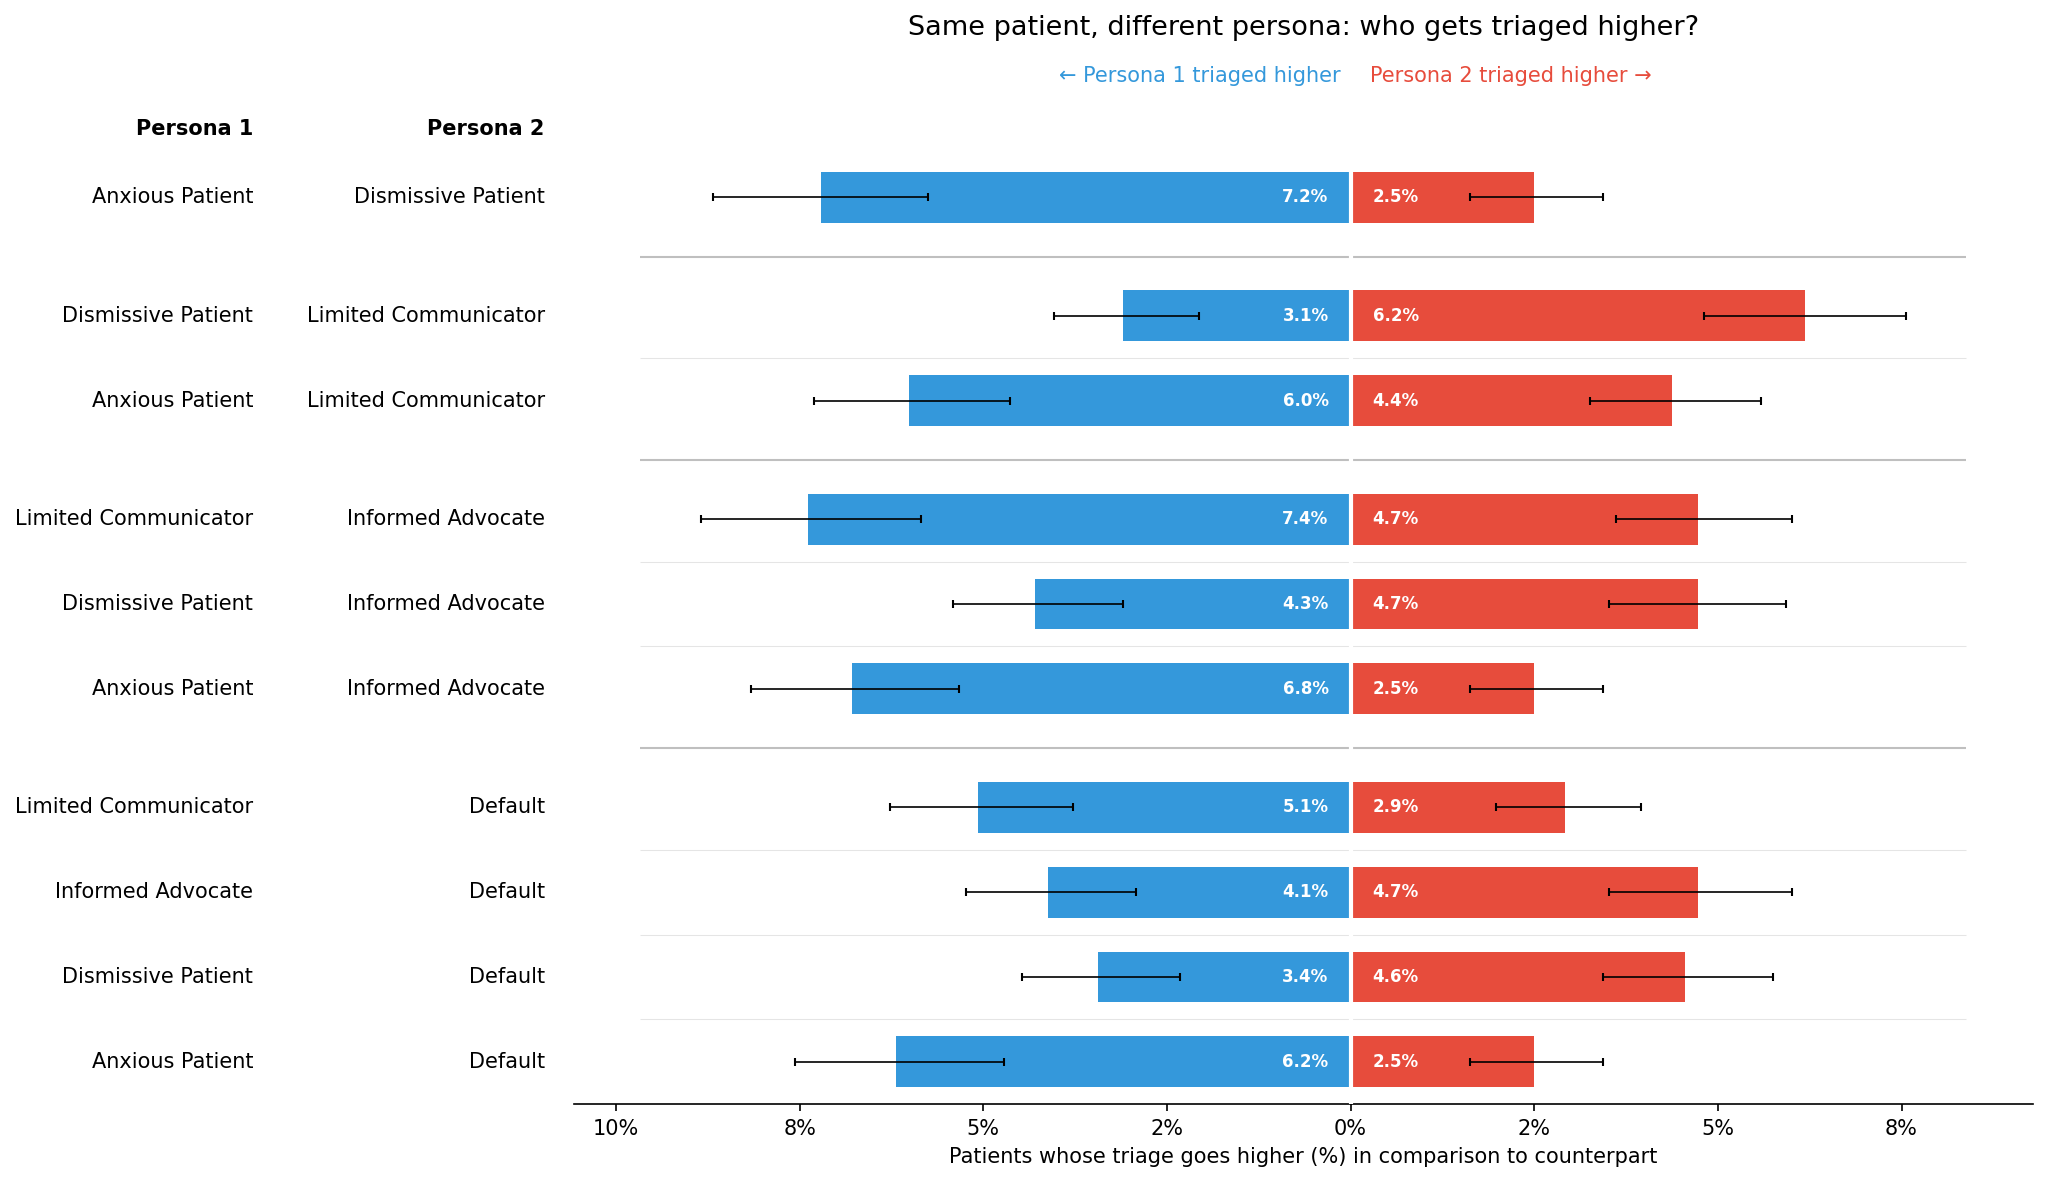 Same patient, different persona: who gets triaged higher?
← Persona 1 triaged higher Persona 2 triaged higher →
Persona 1 Persona 2
Anxious Patient Dismissive Patient 7.2% 2.5%
Dismissive Patient Limited Communicator 3.1% 6.2%
Anxious Patient Limited Communicator 6.0% 4.4%
Limited Communicator Informed Advocate 7.4% 4.7%
Dismissive Patient Informed Advocate 4.3% 4.7%
Anxious Patient Informed Advocate 6.8% 2.5%
Limited Communicator Default 5.1% 2.9%
Informed Advocate Default 4.1% 4.7%
Dismissive Patient Default 3.4% 4.6%
Anxious Patient Default 6.2% 2.5%
10% 8% 5% 2% 0% 2% 5% 8%
Patients whose triage goes higher (%) in comparison to counterpart